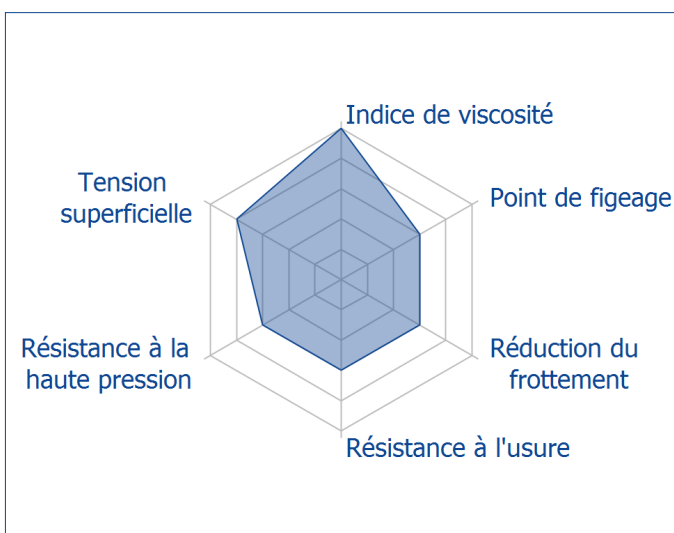 Indice de viscosité
Tension
superficielle
Point de figeage
Résistance à la
haute pression
Réduction du
frottement
Résistance à l'usure